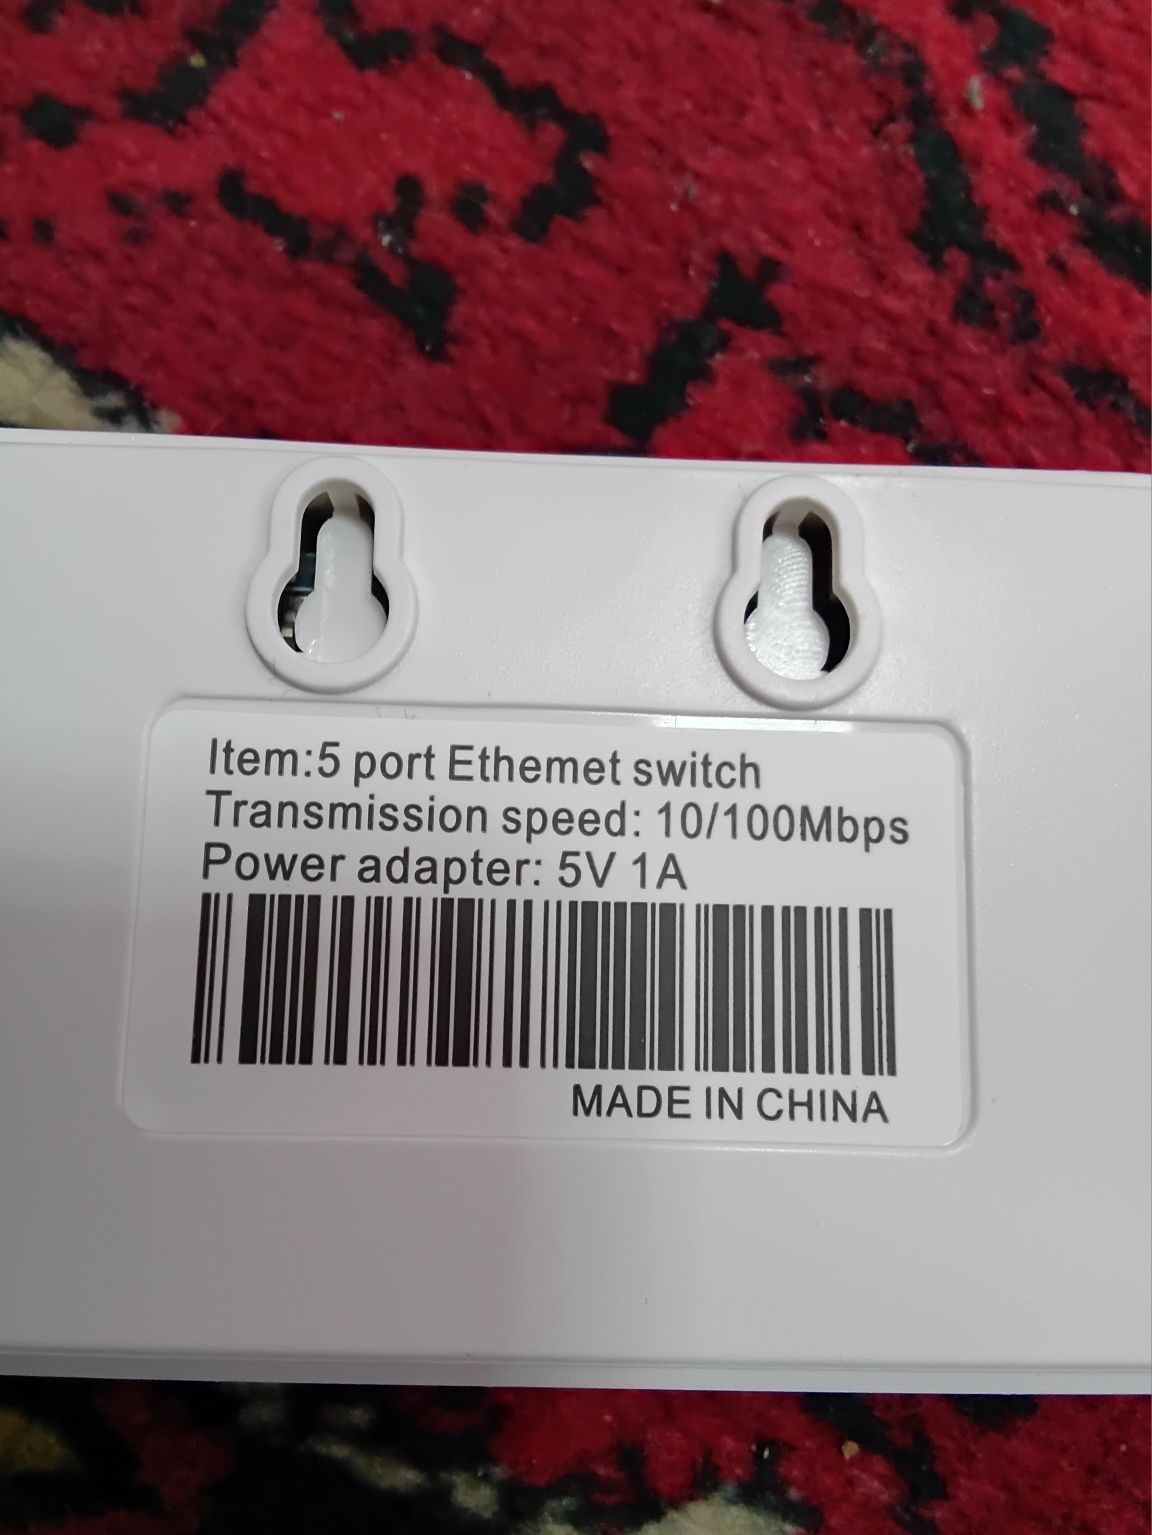 Item:5 port Ethemet switch
Transmission speed: 10/100Mbps
Power adapter: 5V 1A
MADE IN CHINA